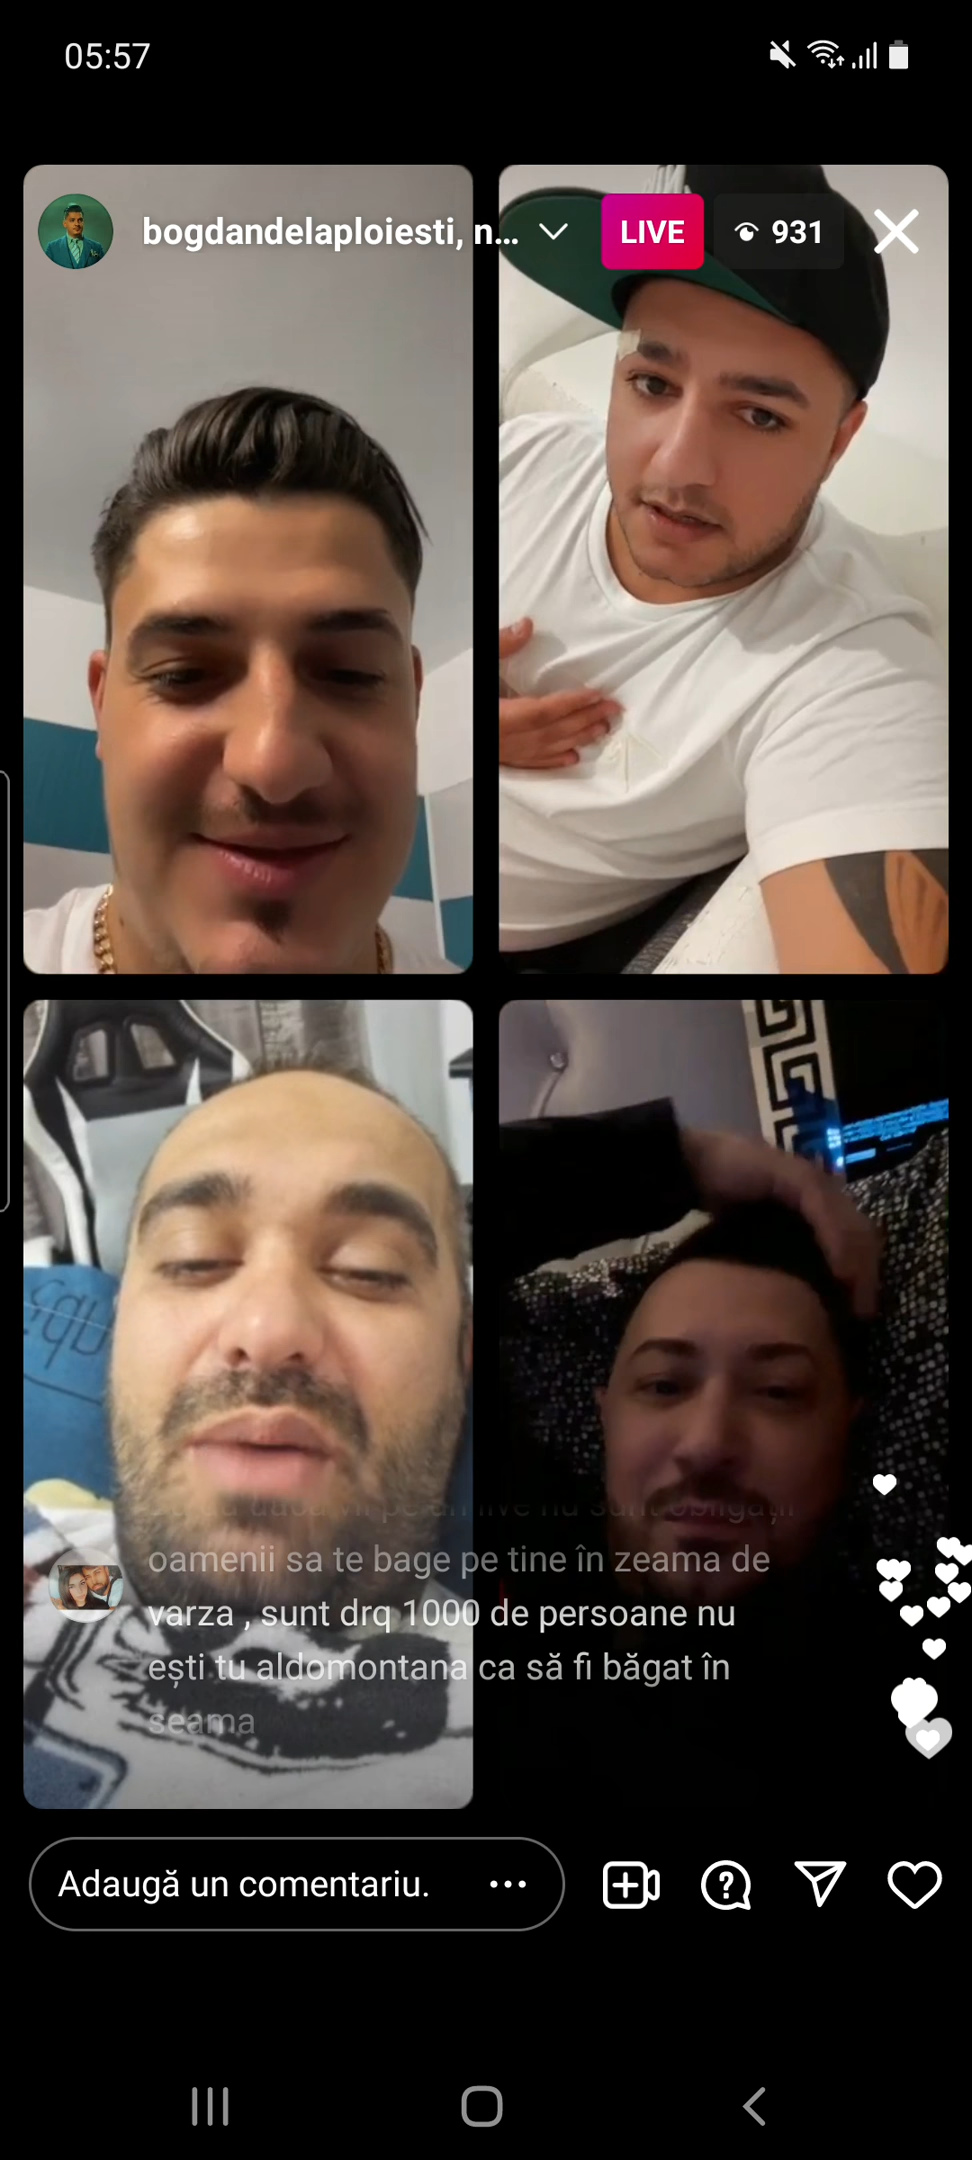 05:57
bogdandelaploiesti, n...
LIVE
931
oamenii sa te bage pe tine în zeama de
varza , sunt drq 1000 de persoane nu
ești tu aldomontana ca să fi băgat în
seama
Adaugă un comentariu.